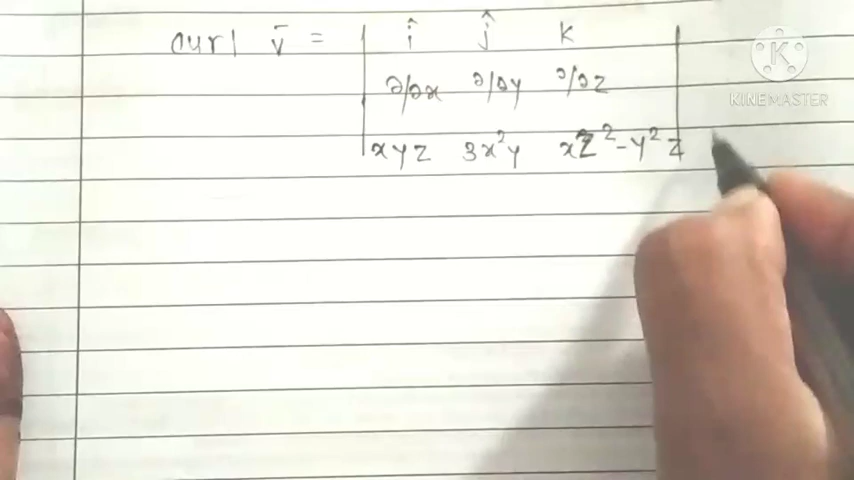 curl v̄ = | î ĵ k |
∂/∂x ∂/∂y ∂/∂z
xyz 3x²y xz²-y²z
KINEMASTER